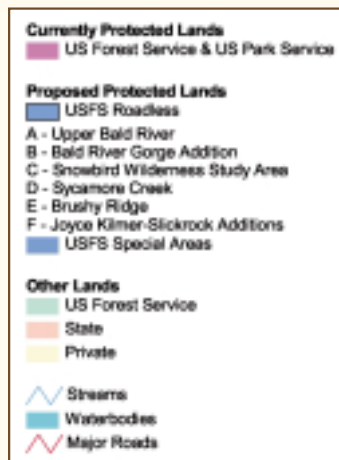 Currently Protected Lands
US Forest Service & US Park Service
Proposed Protected Lands
USFS Roadless
A - Upper Bald River
B - Bald River Gorge Addition
C - Snowbird Wilderness Study Area
D - Sycamore Creek
E - Brushy Ridge
F - Joyce Kilmer-Slickrock Additions
USFS Special Areas
Other Lands
US Forest Service
State
Private
Streams
Waterbodies
Major Roads